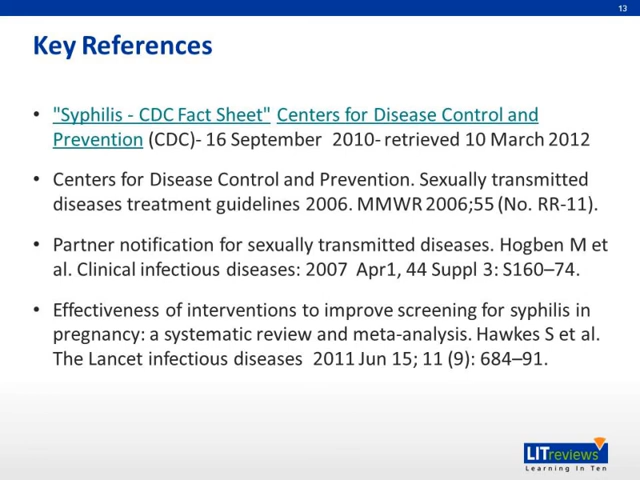 13
Key References
• "Syphilis - CDC Fact Sheet" Centers for Disease Control and
Prevention (CDC)- 16 September 2010- retrieved 10 March 2012
• Centers for Disease Control and Prevention. Sexually transmitted
diseases treatment guidelines 2006. MMWR 2006;55 (No. RR-11).
• Partner notification for sexually transmitted diseases. Hogben M et
al. Clinical infectious diseases: 2007 Apr1, 44 Suppl 3: S160–74.
• Effectiveness of interventions to improve screening for syphilis in
pregnancy: a systematic review and meta-analysis. Hawkes S et al.
The Lancet infectious diseases 2011 Jun 15; 11 (9): 684–91.
LITreviews
Learning In Ten